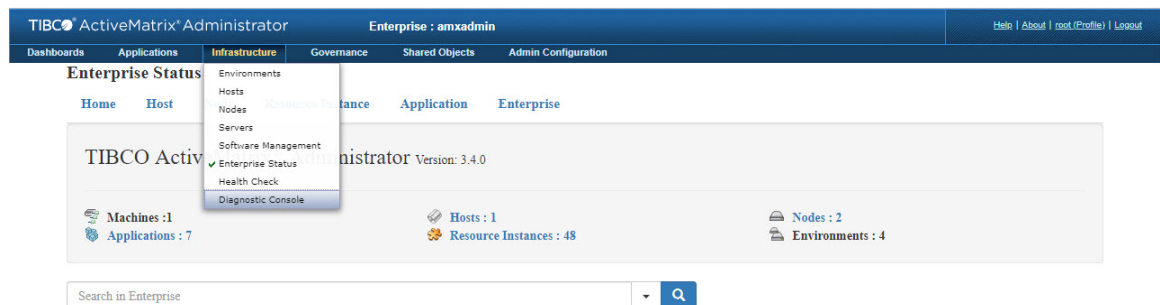 TIBCO® ActiveMatrix® Administrator Enterprise : amxadmin Help | About | root (Profile) | Logout
Dashboards Applications Infrastructure Governance Shared Objects Admin Configuration
Enterprise Status
Environments
Hosts
Nodes
Servers
Software Management
✓ Enterprise Status
Health Check
Diagnostic Console
Home Host tance Application Enterprise
TIBCO Activ nistrator Version: 3.4.0
Machines :1 Hosts : 1 Nodes : 2
Applications : 7 Resource Instances : 48 Environments : 4
Search in Enterprise